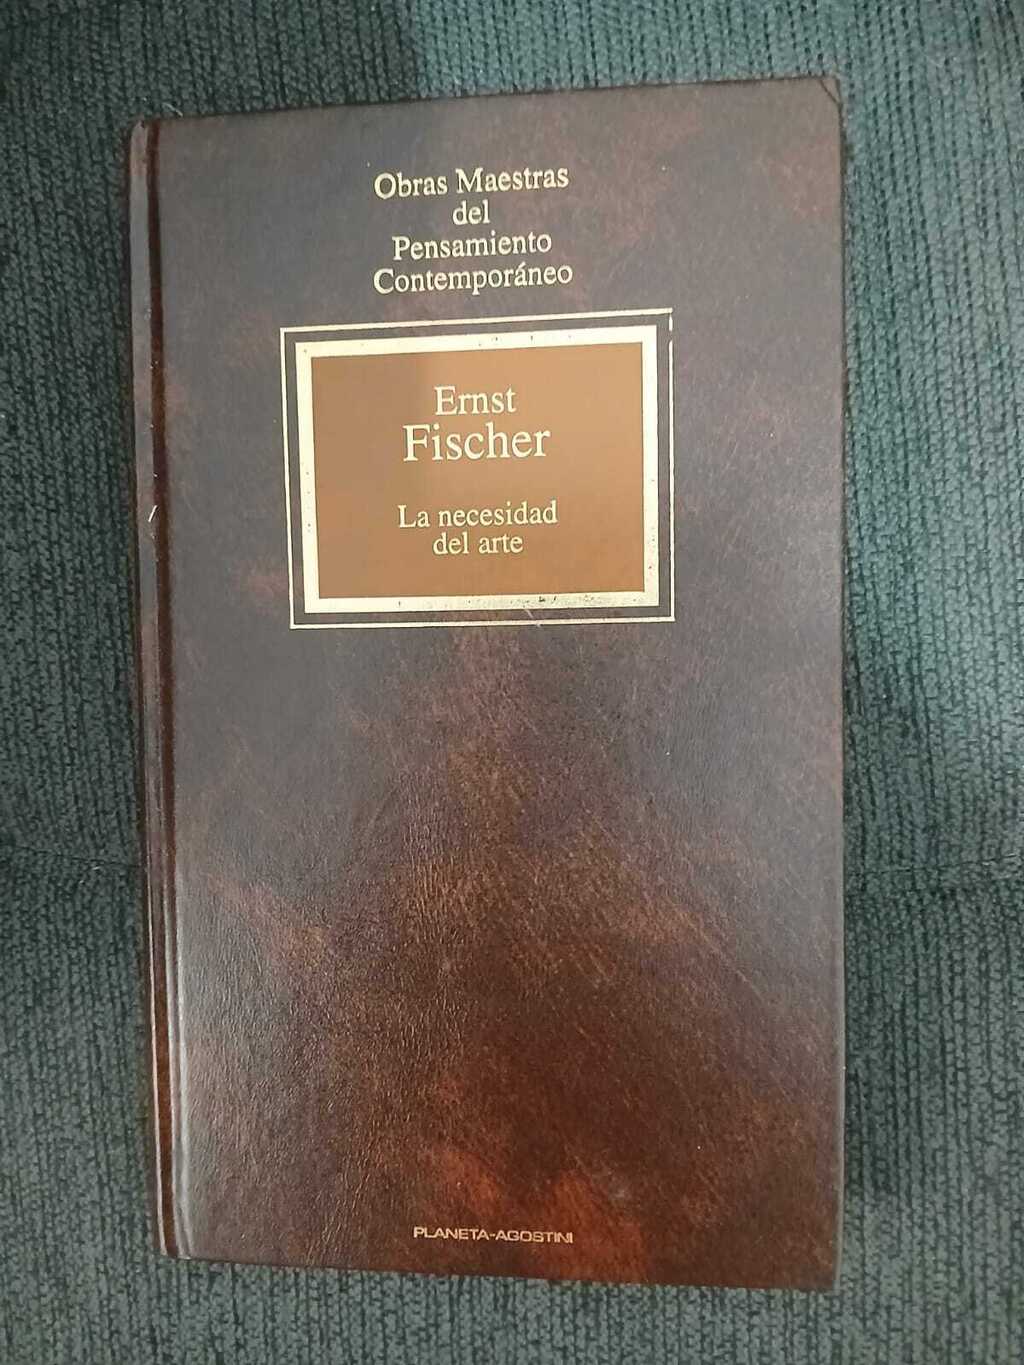 Obras Maestras
del
Pensamiento
Contemporáneo
Ernst
Fischer
La necesidad
del arte
PLANETA-AGOSTINI